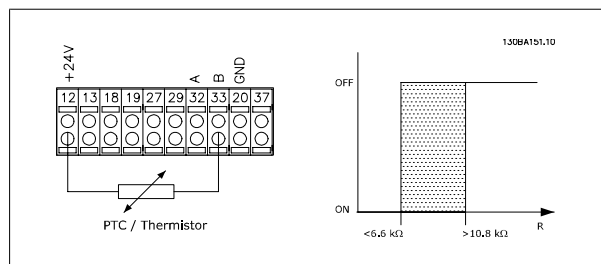 130BA151.10
+24V
A
B
GND
12 13 18 19 27 29 32 33 20 37
PTC / Thermistor
OFF
ON
<6.6 kΩ
>10.8 kΩ
R